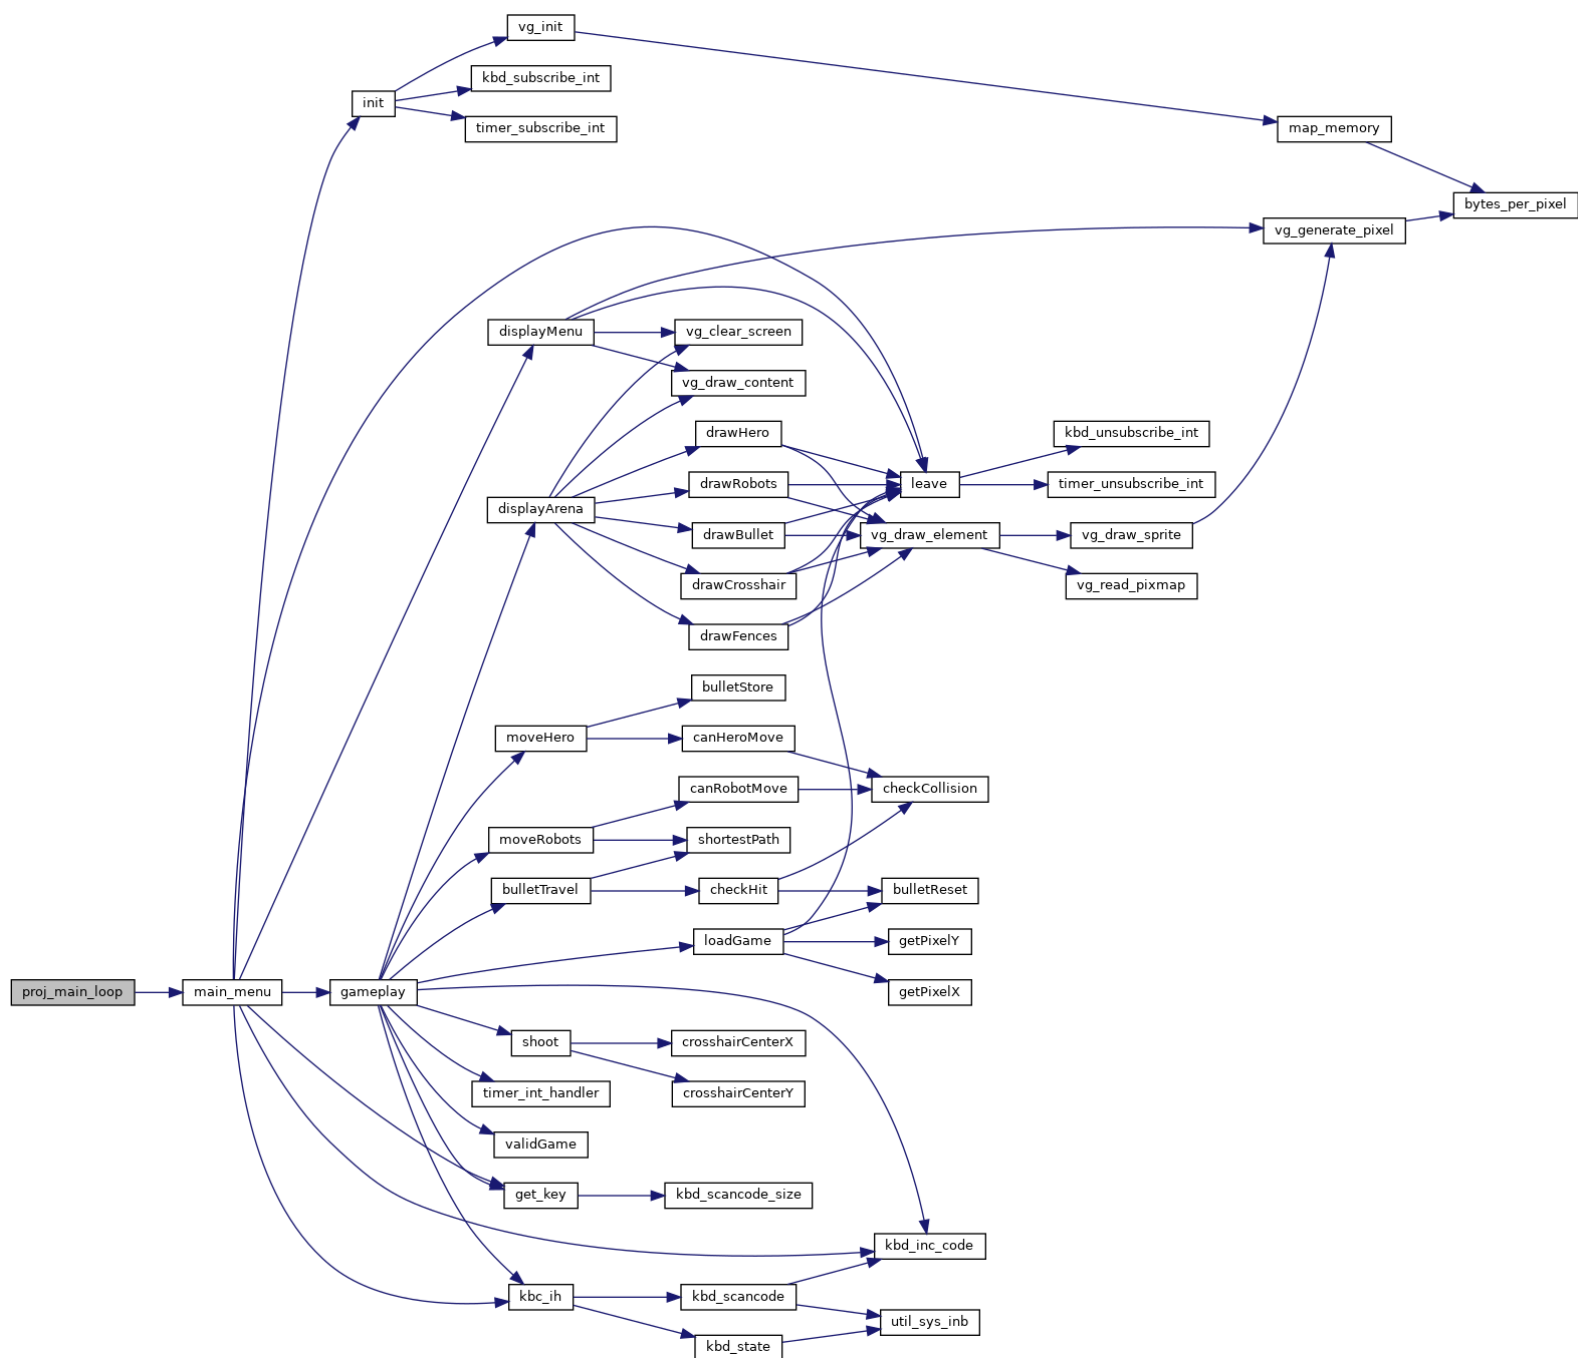 vg_init
kbd_subscribe_int
init
timer_subscribe_int
map_memory
bytes_per_pixel
vg_generate_pixel
displayMenu
vg_clear_screen
vg_draw_content
drawHero
kbd_unsubscribe_int
drawRobots
leave
timer_unsubscribe_int
displayArena
drawBullet
vg_draw_element
vg_draw_sprite
drawCrosshair
vg_read_pixmap
drawFences
bulletStore
moveHero
canHeroMove
canRobotMove
checkCollision
moveRobots
shortestPath
bulletTravel
checkHit
bulletReset
loadGame
getPixelY
proj_main_loop
main_menu
gameplay
getPixelX
shoot
crosshairCenterX
timer_int_handler
crosshairCenterY
validGame
get_key
kbd_scancode_size
kbd_inc_code
kbc_ih
kbd_scancode
util_sys_inb
kbd_state